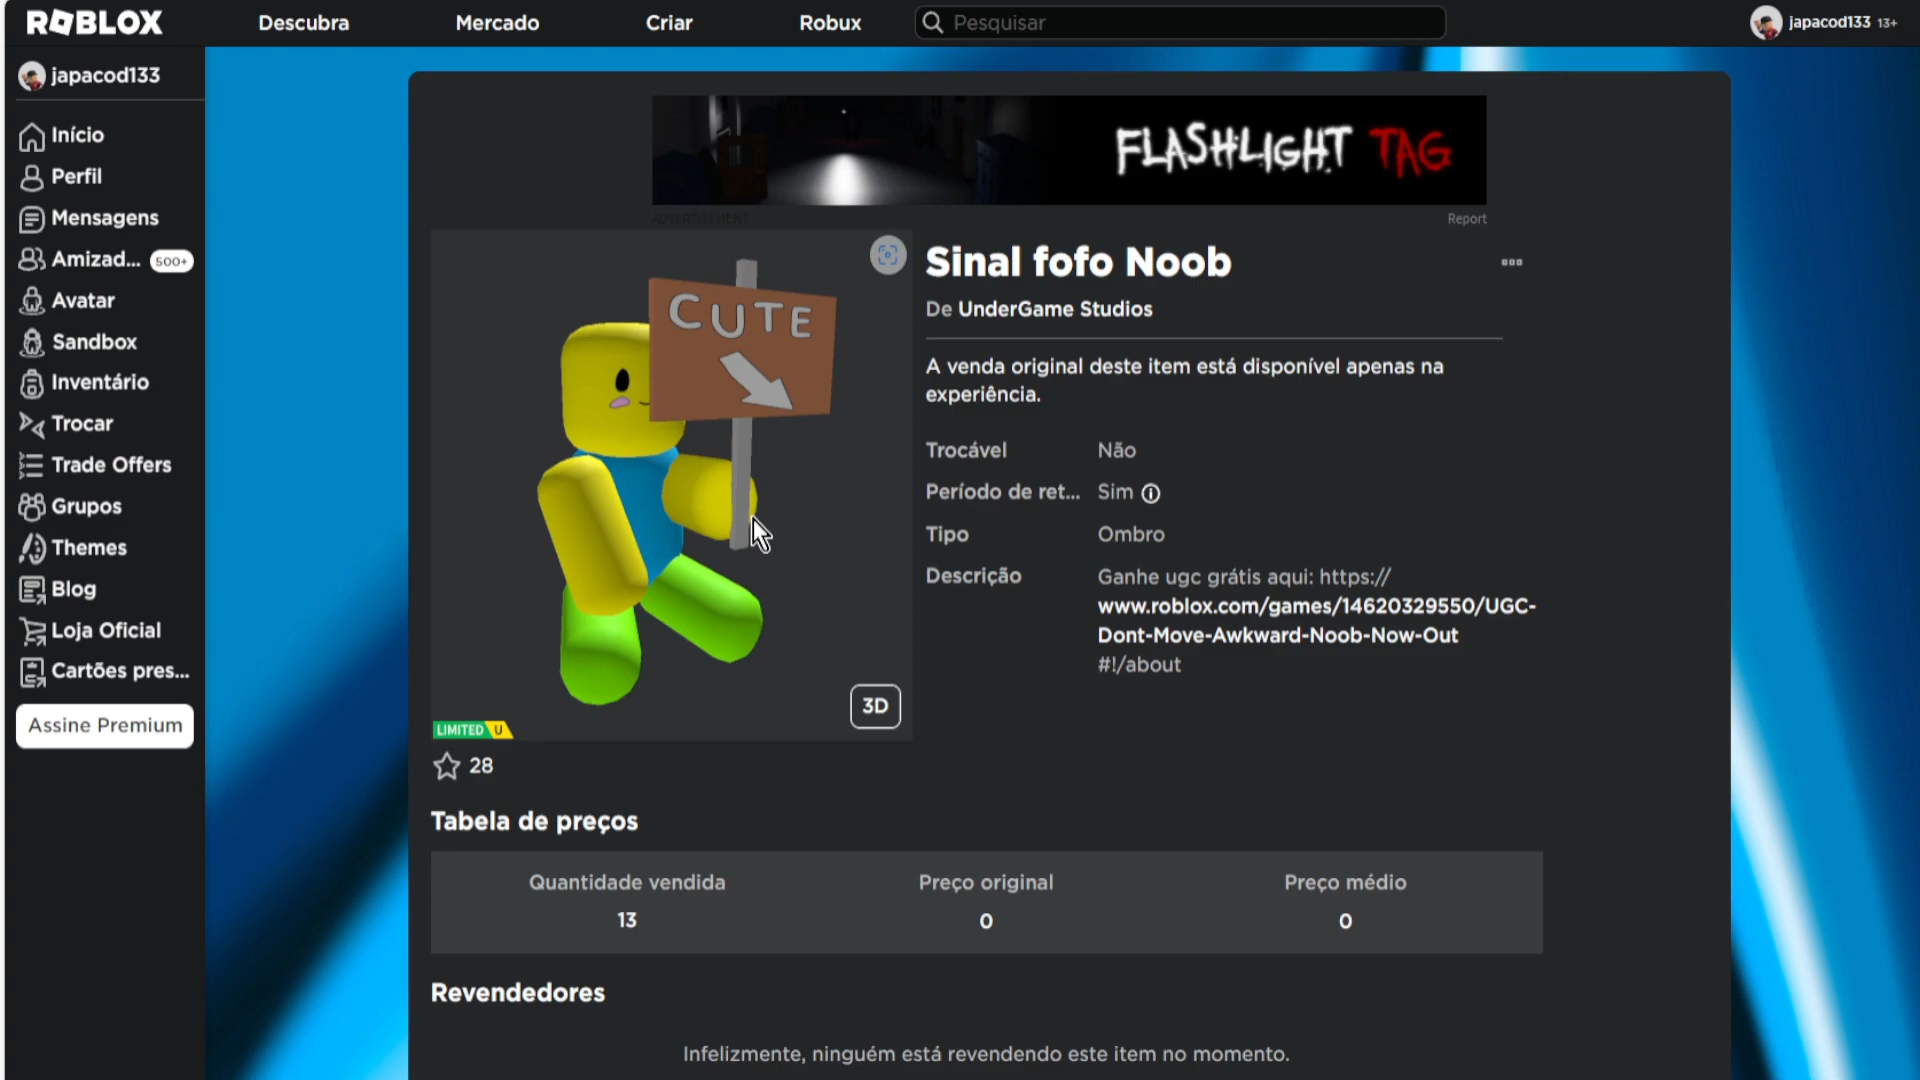 ROBLOX
Descubra
Mercado
Criar
Robux
Pesquisar
japacod133 13+
japacod133
Início
Perfil
Mensagens
Amizad... 500+
Avatar
Sandbox
Inventário
Trocar
Trade Offers
Grupos
Themes
Blog
Loja Oficial
Cartões pres...
Assine Premium
FLASHLIGHT TAG
ADVERTISEMENT
Report
CUTE
3D
LIMITED U
28
Sinal fofo Noob
De UnderGame Studios
A venda original deste item está disponível apenas na
experiência.
Trocável Não
Período de ret... Sim
Tipo Ombro
Descrição Ganhe ugc grátis aqui: https://
www.roblox.com/games/14620329550/UGC-
Dont-Move-Awkward-Noob-Now-Out
#!/about
Tabela de preços
Quantidade vendida
13
Preço original
0
Preço médio
0
Revendedores
Infelizmente, ninguém está revendendo este item no momento.